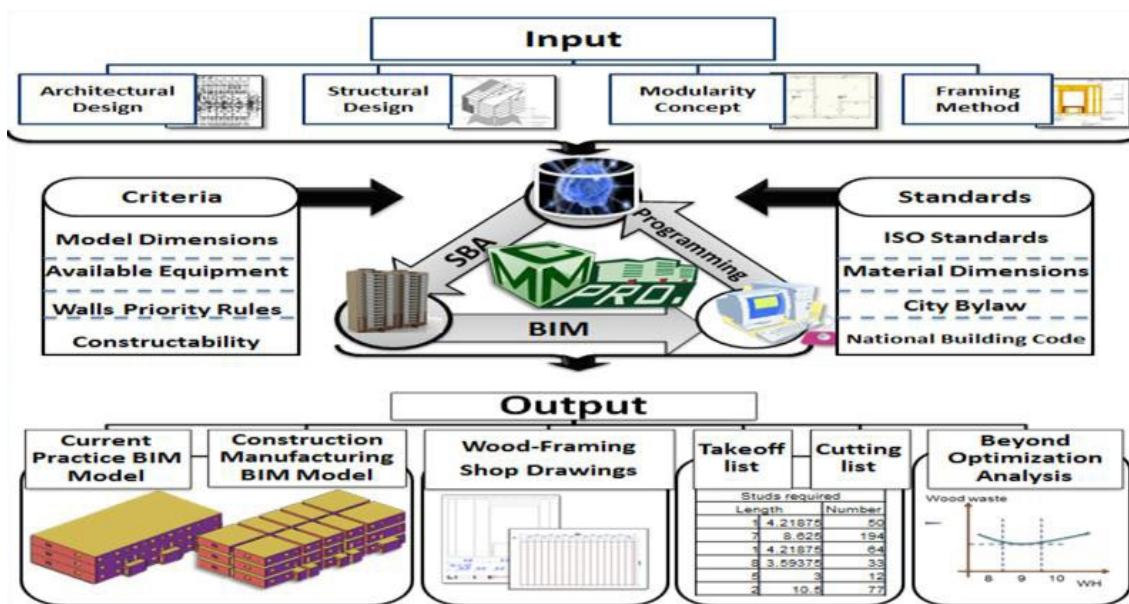 Input
Architectural
Design
Structural
Design
Modularity
Concept
Framing
Method
Criteria
Model Dimensions
Available Equipment
Walls Priority Rules
Constructability
SBA
Programming
BIM
CMM
PRO.
Standards
ISO Standards
Material Dimensions
City Bylaw
National Building Code
Output
Current
Practice BIM
Model
Construction
Manufacturing
BIM Model
Wood-Framing
Shop Drawings
Takeoff
list
Cutting
list
Studs required
Length Number
1 4.21875 50
7 8.625 194
1 4.21875 64
8 3.59375 33
5 3 12
2 10.5 77
Beyond
Optimization
Analysis
Wood waste
8 9 10 WH